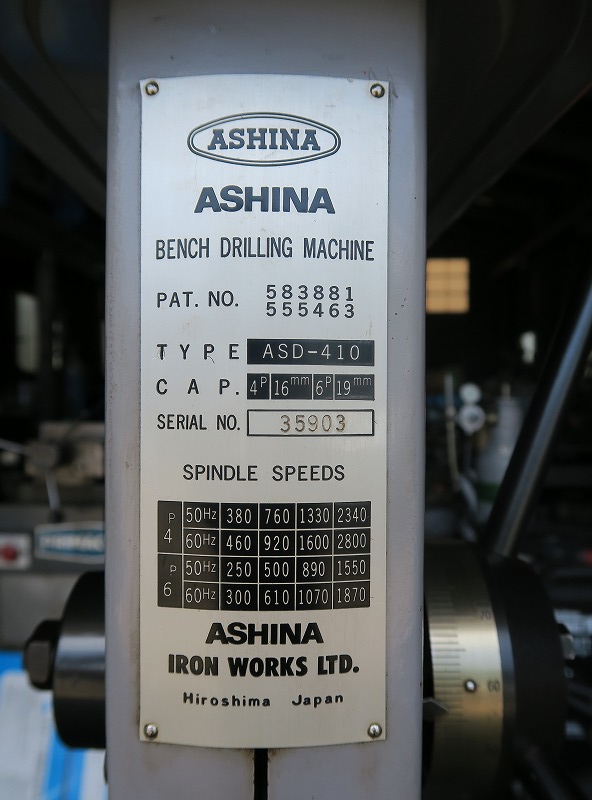 ASHINA
ASHINA
BENCH DRILLING MACHINE
PAT. NO. 583881
555463
TYPE ASD-410
CAP. 4P 16mm 6P 19mm
SERIAL NO. 35903
SPINDLE SPEEDS
P 4 50Hz 380 760 1330 2340
60Hz 460 920 1600 2800
P 6 50Hz 250 500 890 1550
60Hz 300 610 1070 1870
ASHINA
IRON WORKS LTD.
Hiroshima Japan
70
60